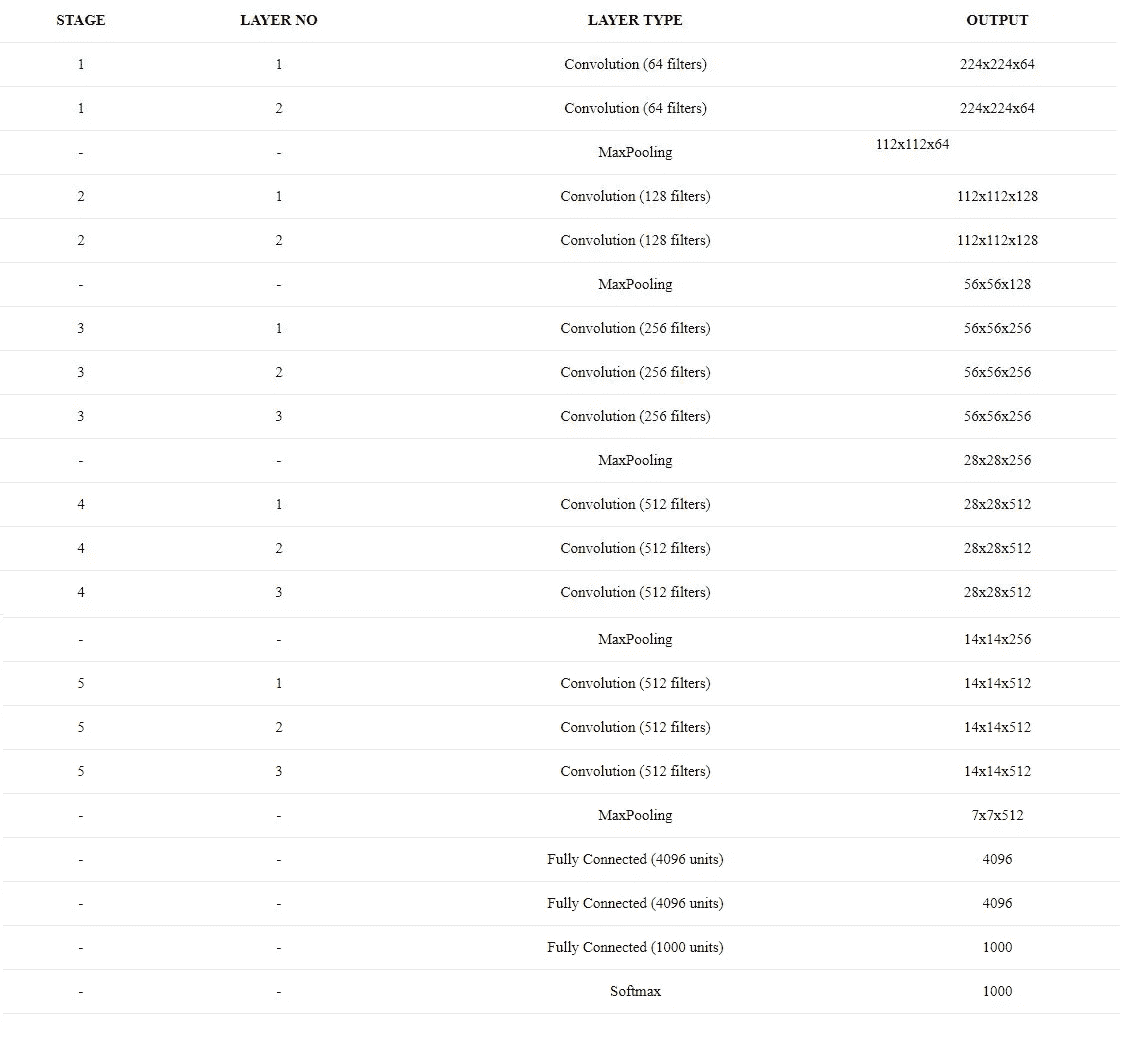 STAGE LAYER NO LAYER TYPE OUTPUT
1 1 Convolution (64 filters) 224x224x64
1 2 Convolution (64 filters) 224x224x64
- - MaxPooling 112x112x64
2 1 Convolution (128 filters) 112x112x128
2 2 Convolution (128 filters) 112x112x128
- - MaxPooling 56x56x128
3 1 Convolution (256 filters) 56x56x256
3 2 Convolution (256 filters) 56x56x256
3 3 Convolution (256 filters) 56x56x256
- - MaxPooling 28x28x256
4 1 Convolution (512 filters) 28x28x512
4 2 Convolution (512 filters) 28x28x512
4 3 Convolution (512 filters) 28x28x512
- - MaxPooling 14x14x256
5 1 Convolution (512 filters) 14x14x512
5 2 Convolution (512 filters) 14x14x512
5 3 Convolution (512 filters) 14x14x512
- - MaxPooling 7x7x512
- - Fully Connected (4096 units) 4096
- - Fully Connected (4096 units) 4096
- - Fully Connected (1000 units) 1000
- - Softmax 1000